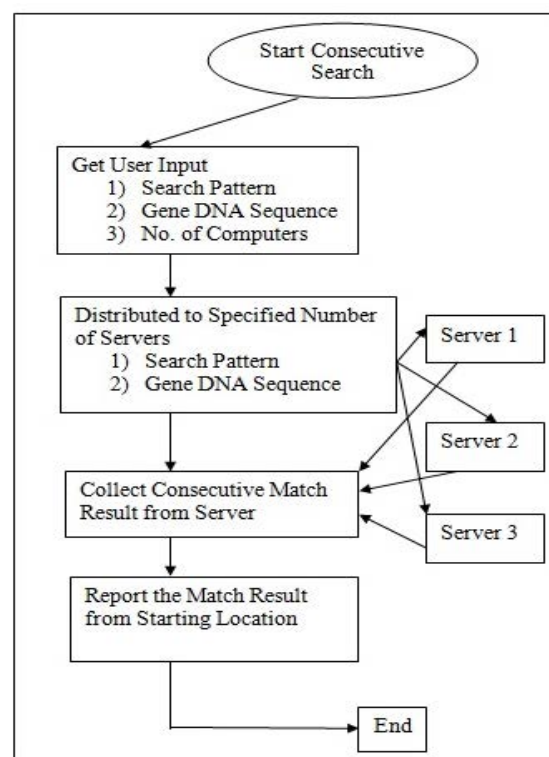 Start Consecutive
Search
Get User Input
1) Search Pattern
2) Gene DNA Sequence
3) No. of Computers
Distributed to Specified Number
of Servers
1) Search Pattern
2) Gene DNA Sequence
Server 1
Server 2
Server 3
Collect Consecutive Match
Result from Server
Report the Match Result
from Starting Location
End